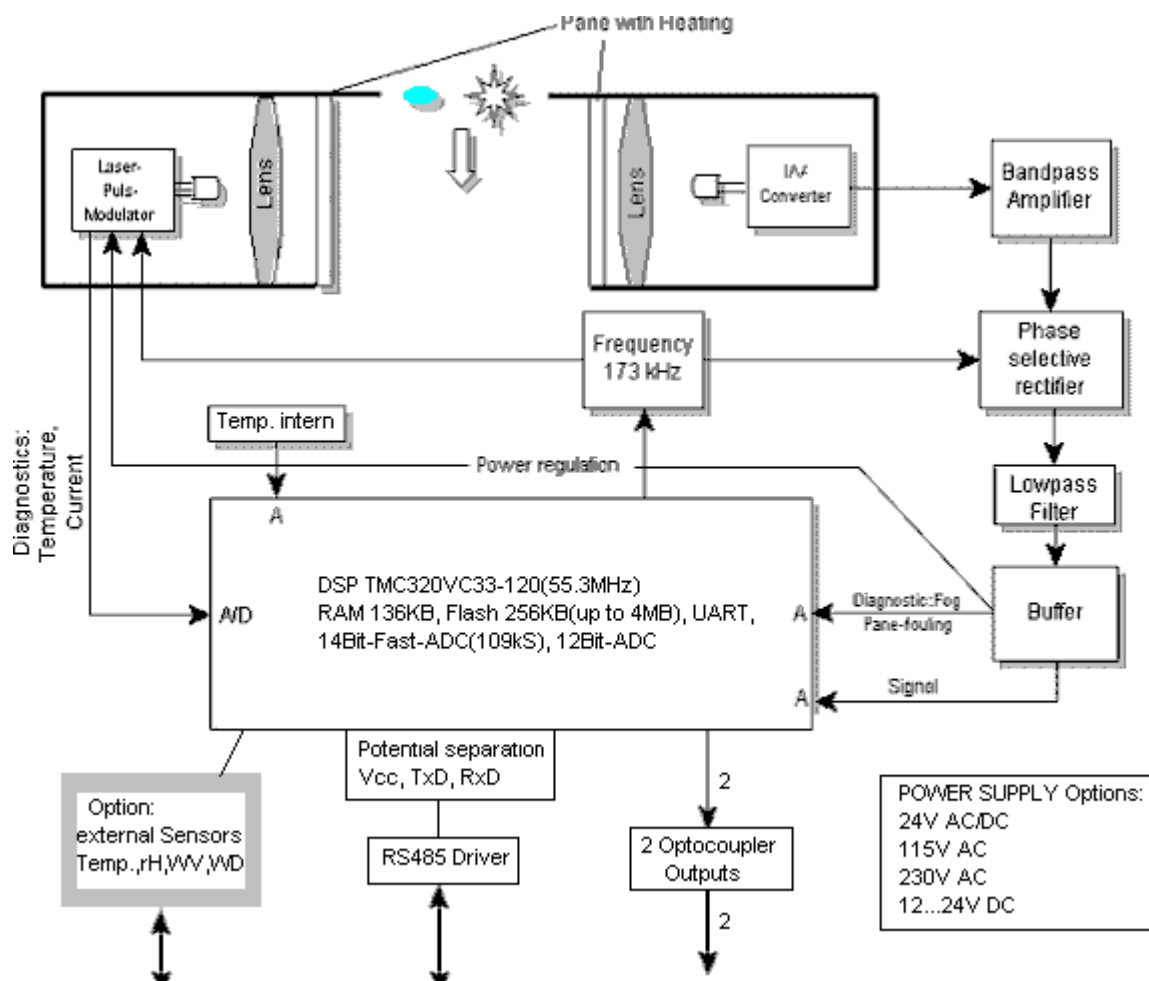 Pane with Heating
Laser-
Puls-
Modulator
Lens
Lens
Converter
Bandpass
Amplifier
Frequency
173 kHz
Phase
selective
rectifier
Temp. intern
Diagnostics:
Temperature,
Current
Power regulation
Lowpass
Filter
A
DSP TMC320VC33-120(55.3MHz)
RAM 136KB, Flash 256KB(up to 4MB), UART,
14Bit-Fast-ADC(109kS), 12Bit-ADC
A/D
A
Diagnostic:Fog
Pane-fouling
Buffer
A
Signal
Potential separation
Vcc, TxD, RxD
2
Option:
external Sensors
Temp.,rH,WV,WD
RS485 Driver
2 Optocoupler
Outputs
2
POWER SUPPLY Options:
24V AC/DC
115V AC
230V AC
12...24V DC